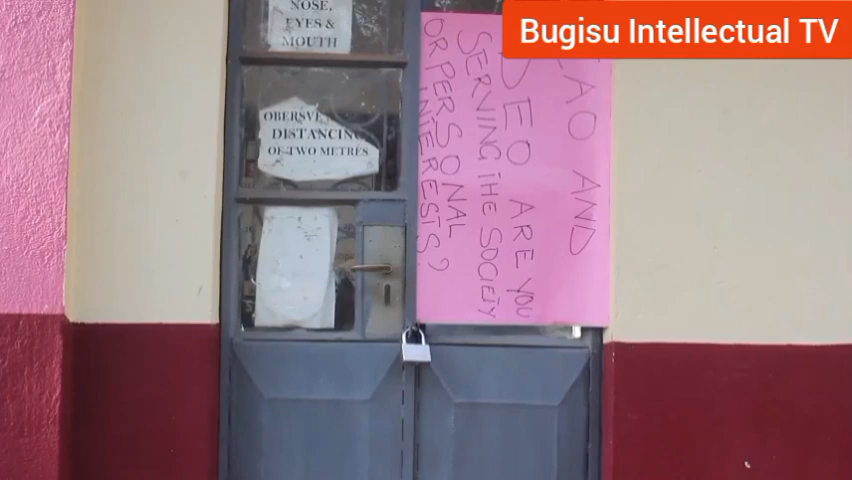 Bugisu Intellectual TV
NOSE,
EYES &
MOUTH
DISTANCING
OF TWO METRES
CAO AND
DEO ARE YOU
SERVING THE SOCIETY
OR PERSONAL
INTERESTS?